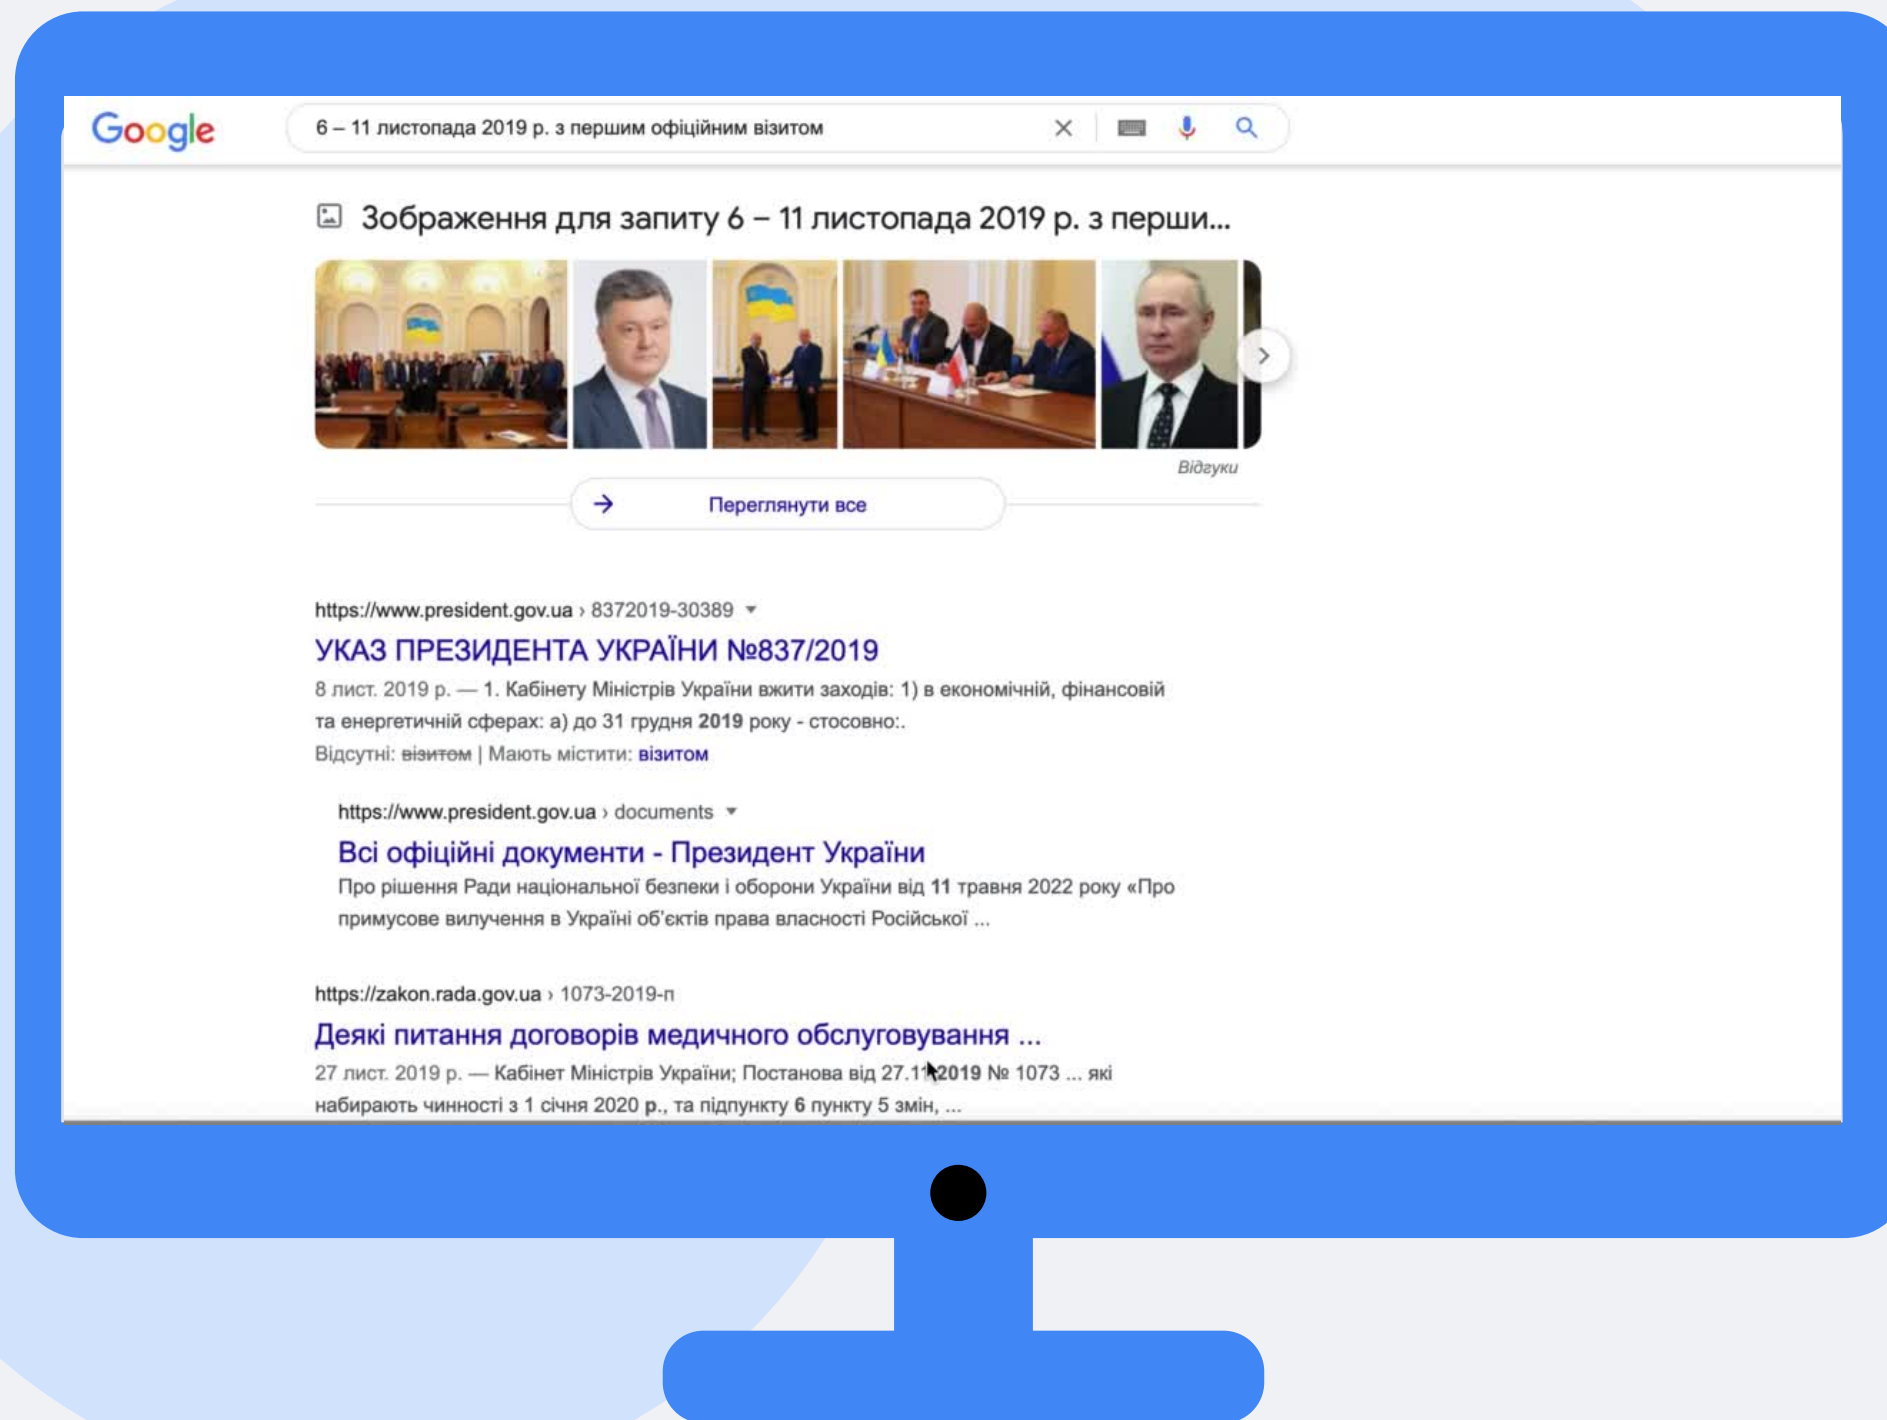 Google
6 – 11 листопада 2019 р. з першим офіційним візитом
Зображення для запиту 6 – 11 листопада 2019 р. з перши...
Відгуки
Переглянути все
https://www.president.gov.ua › 8372019-30389
УКАЗ ПРЕЗИДЕНТА УКРАЇНИ №837/2019
8 лист. 2019 р. — 1. Кабінету Міністрів України вжити заходів: 1) в економічній, фінансовій
та енергетичній сферах: а) до 31 грудня 2019 року - стосовно:.
Відсутні: візитом | Мають містити: візитом
https://www.president.gov.ua › documents
Всі офіційні документи - Президент України
Про рішення Ради національної безпеки і оборони України від 11 травня 2022 року «Про
примусове вилучення в Україні об'єктів права власності Російської ...
https://zakon.rada.gov.ua › 1073-2019-п
Деякі питання договорів медичного обслуговування ...
27 лист. 2019 р. — Кабінет Міністрів України; Постанова від 27.11.2019 № 1073 ... які
набирають чинності з 1 січня 2020 р., та підпункту 6 пункту 5 змін, ...